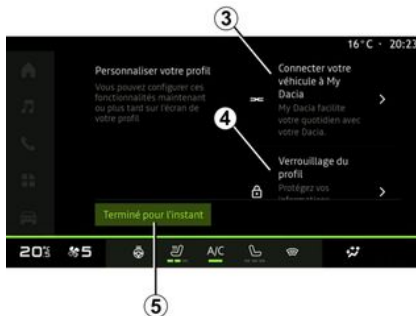 3
16°C · 20:23
Personnaliser votre profil
Vous pouvez configurer ces
fonctionnalités maintenant
ou plus tard sur l'écran de
votre profil
Connecter votre
véhicule à My
Dacia
My Dacia facilite
votre quotidien avec
votre Dacia.
4
Verrouillage du
profil
Protégez vos
informations
Terminé pour l'instant
20°5
5
A/C
5